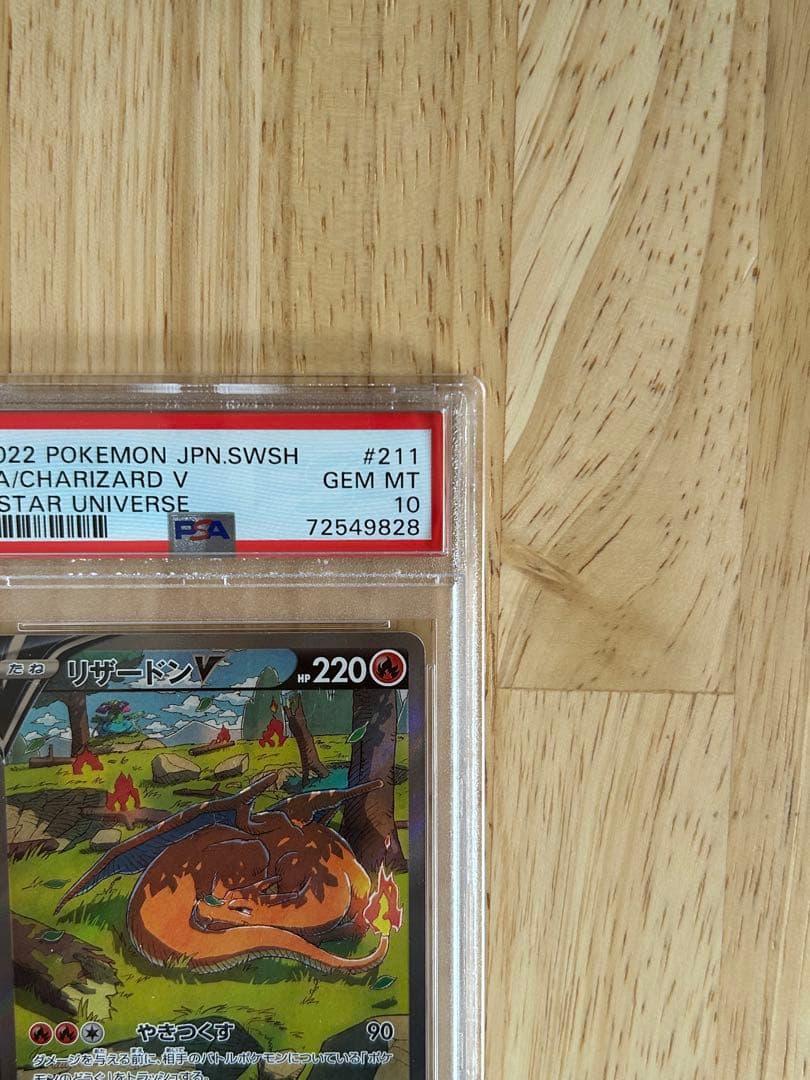 022 POKEMON JPN.SWSH #211
A/CHARIZARD V GEM MT
STAR UNIVERSE 10
PSA 72549828
たね リザードンV HP 220
やきつくす 90
ダメージを与える前に、相手のバトルポケモンについている「ポケ
モンのどうぐ」をトラッシュする。